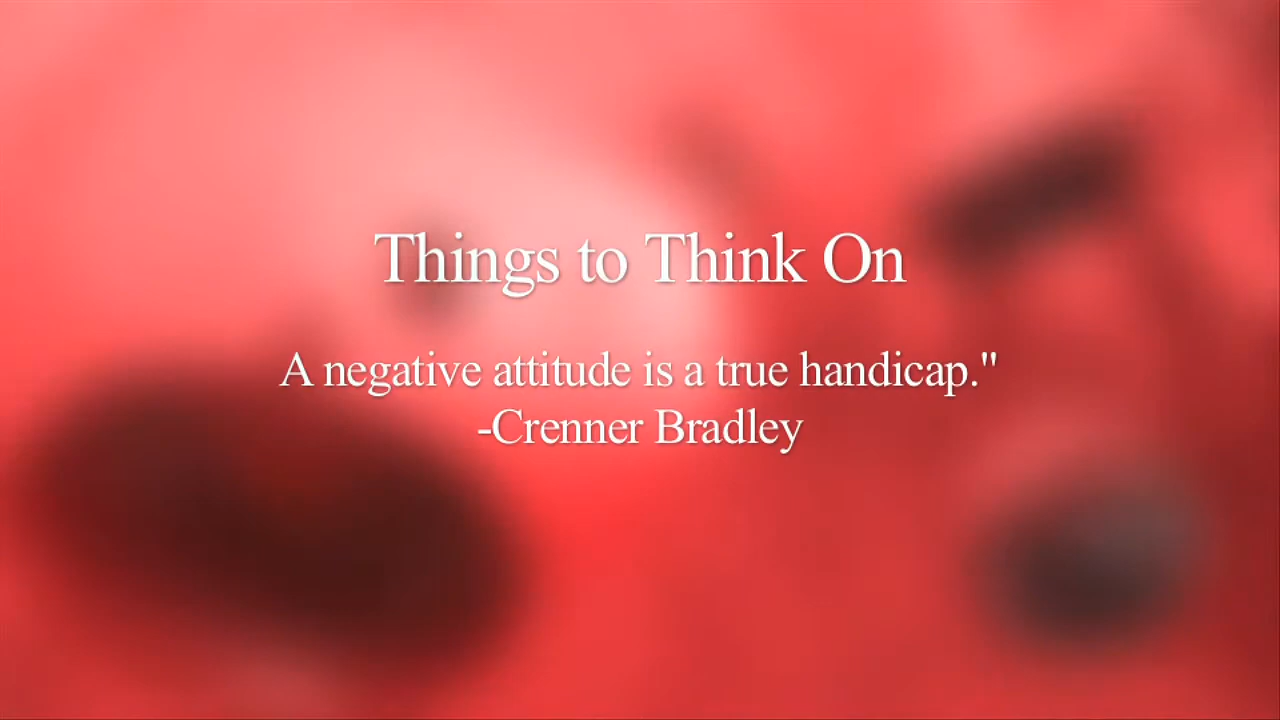 Things to Think On
A negative attitude is a true handicap."
-Crenner Bradley